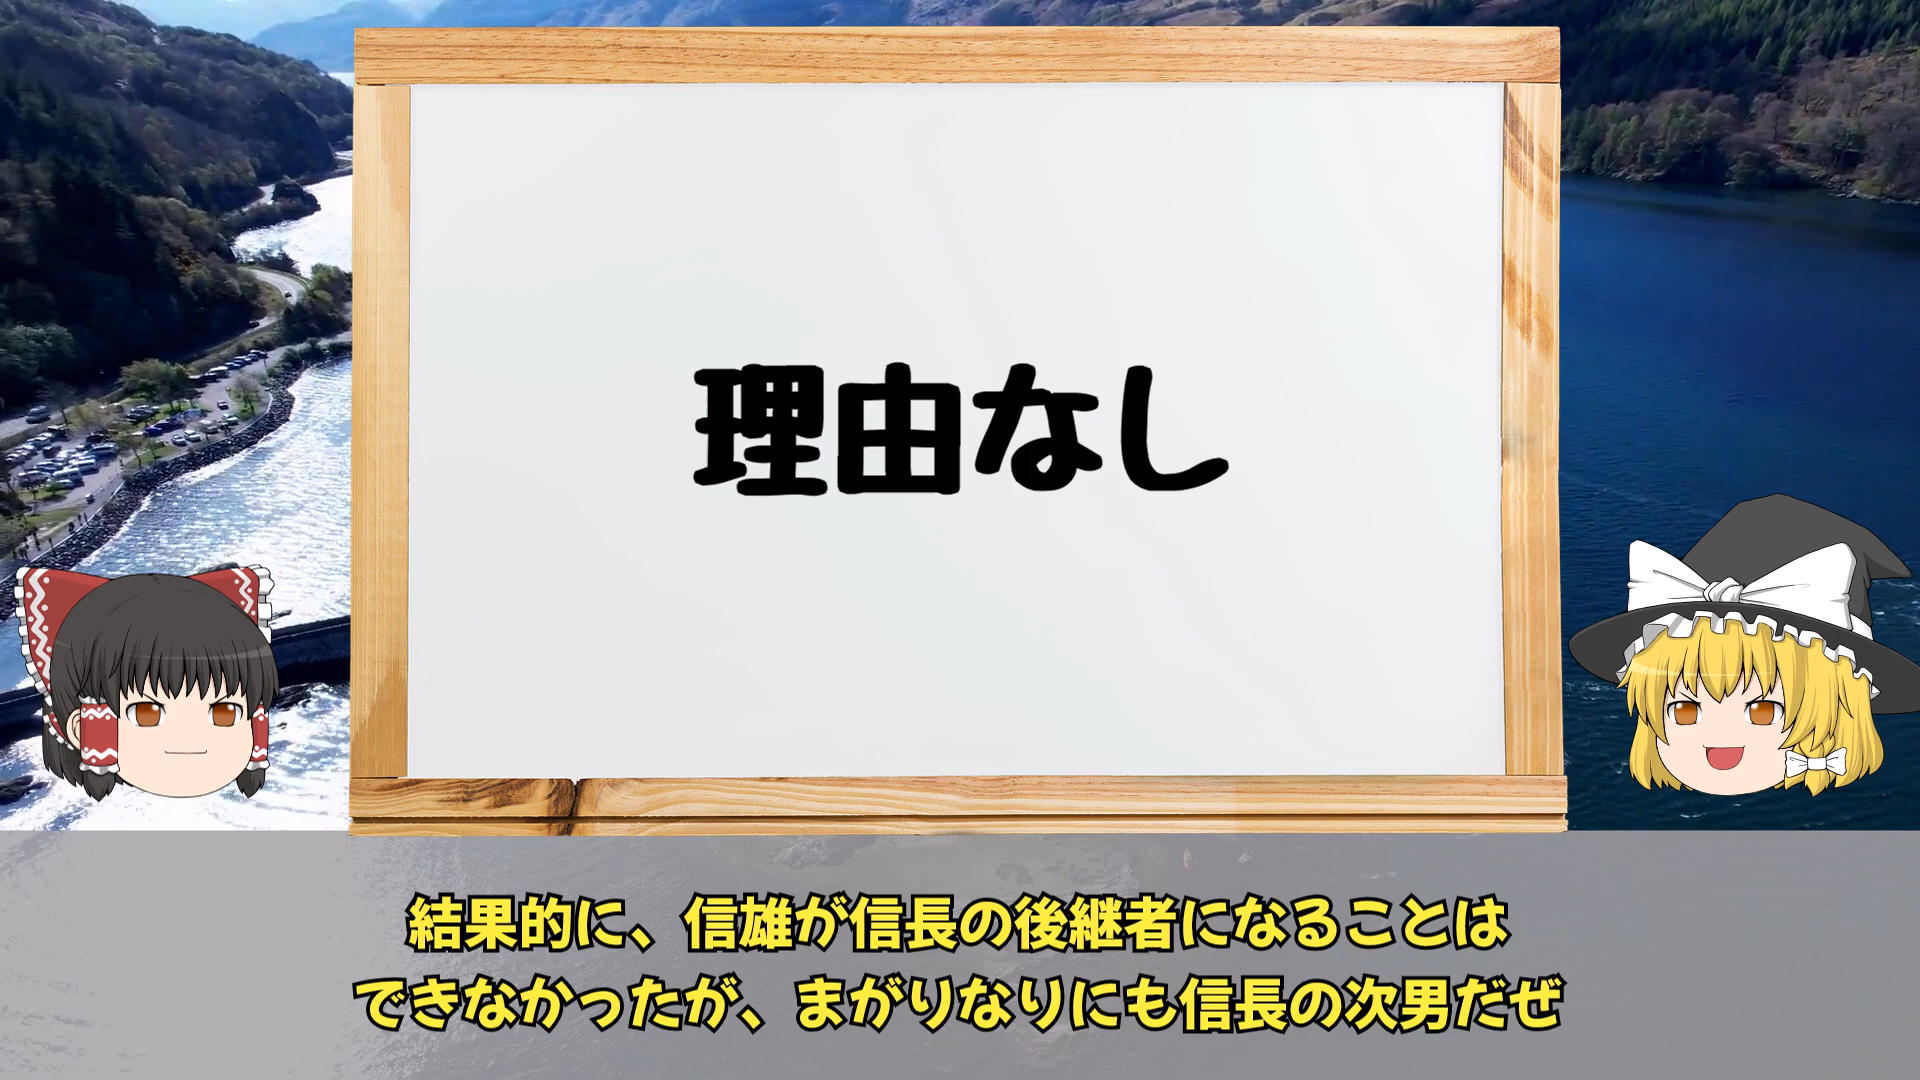 理由なし
結果的に、信雄が信長の後継者になることは
できなかったが、まがりなりにも信長の次男だぜ